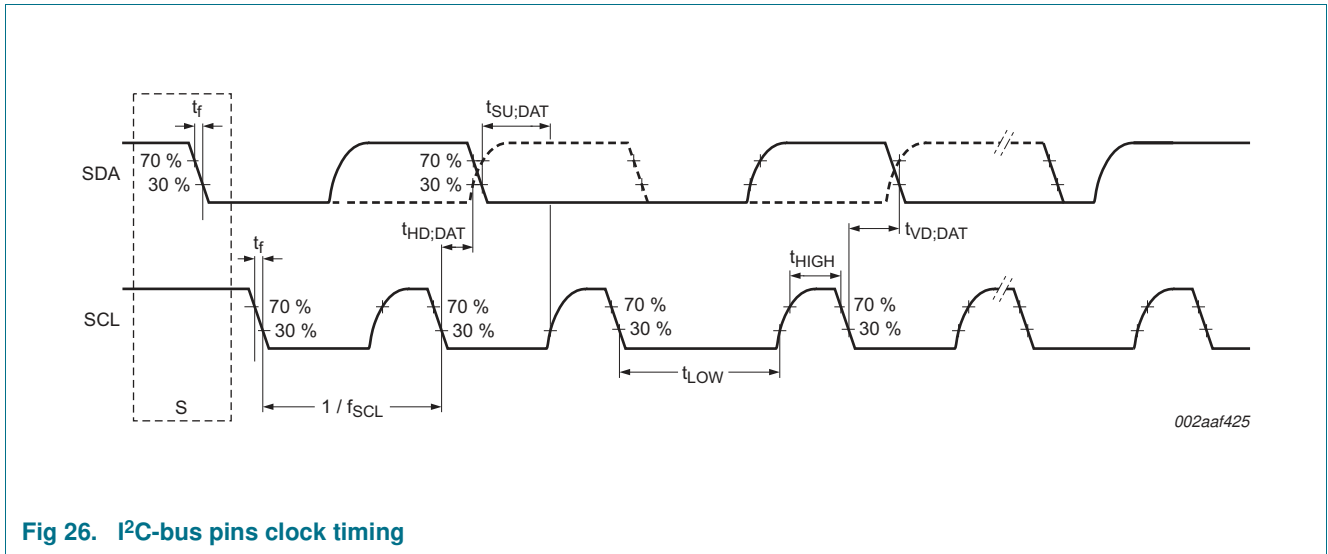 tf
tSU;DAT
SDA
70 %
30 %
70 %
30 %
tHD;DAT
tVD;DAT
tf
tHIGH
SCL
70 %
30 %
70 %
30 %
70 %
30 %
70 %
30 %
tLOW
S
1 / fSCL
002aaf425
Fig 26. I²C-bus pins clock timing